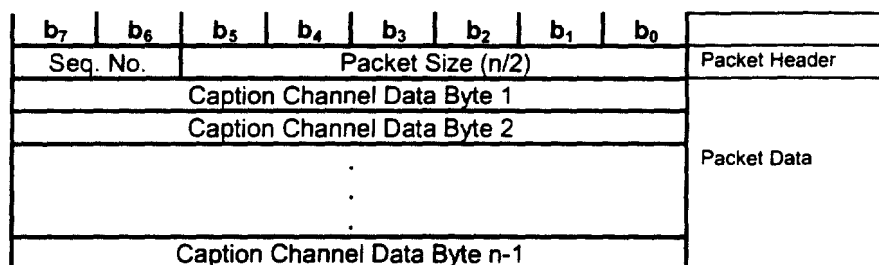 b7 b6 b5 b4 b3 b2 b1 b0
Seq. No. Packet Size (n/2) Packet Header
Caption Channel Data Byte 1
Caption Channel Data Byte 2
Packet Data
.
.
.
Caption Channel Data Byte n-1